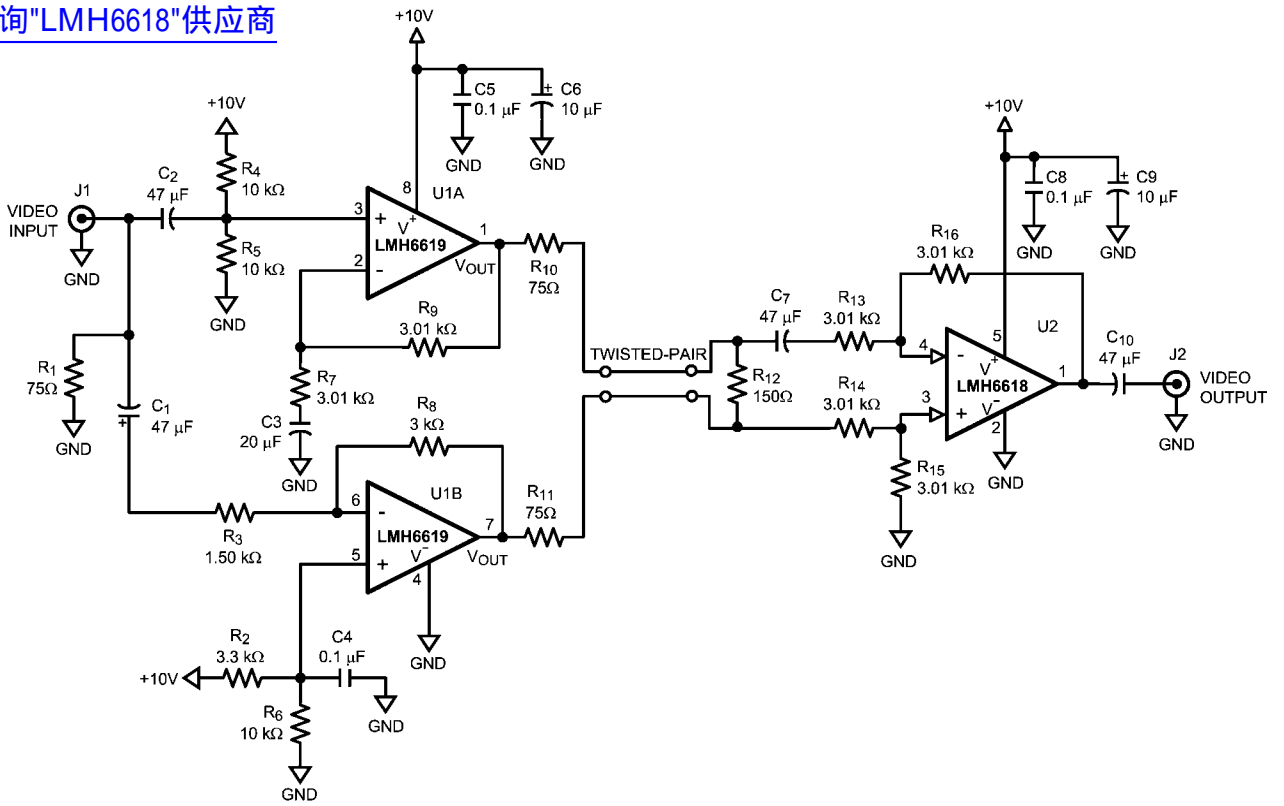 询"LMH6618"供应商
+10V
C5
0.1 μF
C6
10 μF
GND
GND
+10V
R4
10 kΩ
C2
47 μF
J1
VIDEO
INPUT
GND
R5
10 kΩ
GND
8
U1A
3
+
V+
1
LMH6619
2
-
VOUT
R10
75Ω
R9
3.01 kΩ
R1
75Ω
GND
C1
+
47 μF
R7
3.01 kΩ
C3
20 μF
GND
R8
3 kΩ
TWISTED-PAIR
U1B
6
-
7
LMH6619
5
+
V-
4
VOUT
R11
75Ω
GND
R3
1.50 kΩ
R2
3.3 kΩ
+10V
C4
0.1 μF
GND
R6
10 kΩ
GND
C7
47 μF
R13
3.01 kΩ
R12
150Ω
R14
3.01 kΩ
R15
3.01 kΩ
GND
R16
3.01 kΩ
+10V
C8
0.1 μF
C9
10 μF
GND
GND
5
U2
4
-
V+
1
LMH6618
3
+
V-
2
GND
C10
47 μF
J2
VIDEO
OUTPUT
GND